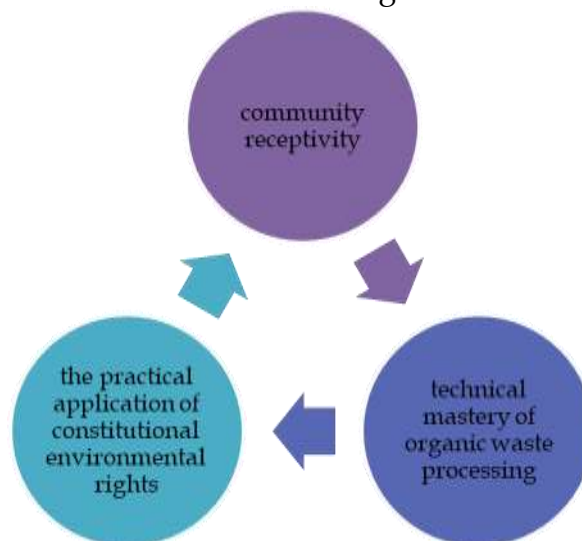 community
receptivity
the practical
application of
constitutional
environmental
rights
technical
mastery of
organic waste
processing